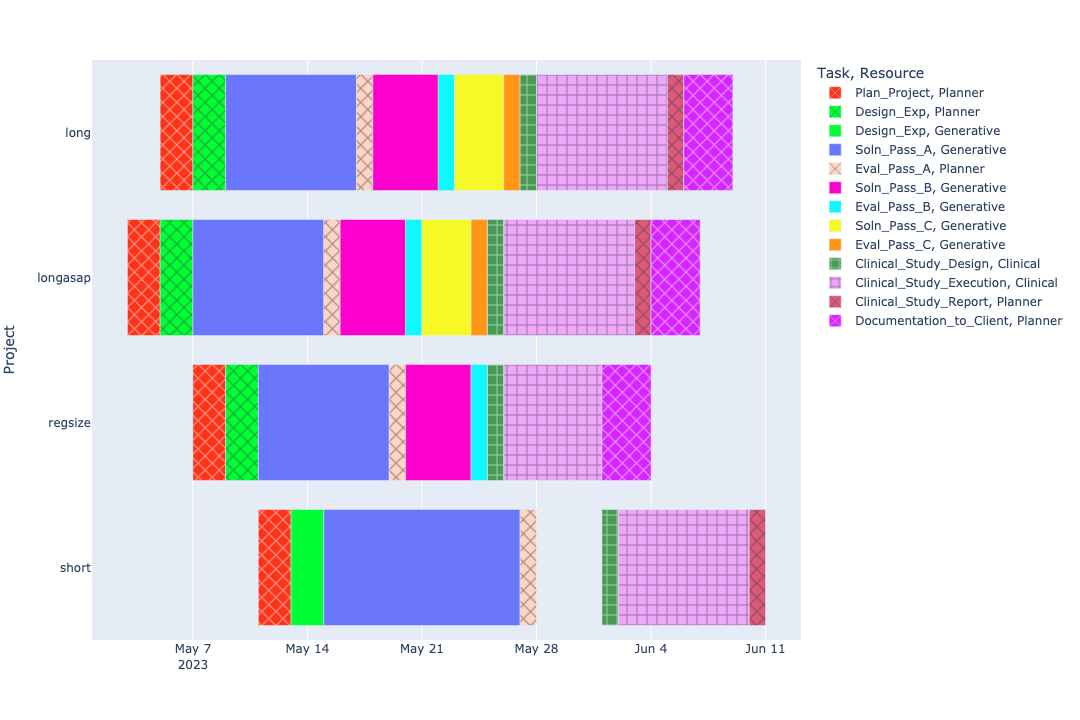 Project
long
longasap
regsize
short
May 7
2023
May 14
May 21
May 28
Jun 4
Jun 11
Task, Resource
Plan_Project, Planner
Design_Exp, Planner
Design_Exp, Generative
Soln_Pass_A, Generative
Eval_Pass_A, Planner
Soln_Pass_B, Generative
Eval_Pass_B, Generative
Soln_Pass_C, Generative
Eval_Pass_C, Generative
Clinical_Study_Design, Clinical
Clinical_Study_Execution, Clinical
Clinical_Study_Report, Planner
Documentation_to_Client, Planner